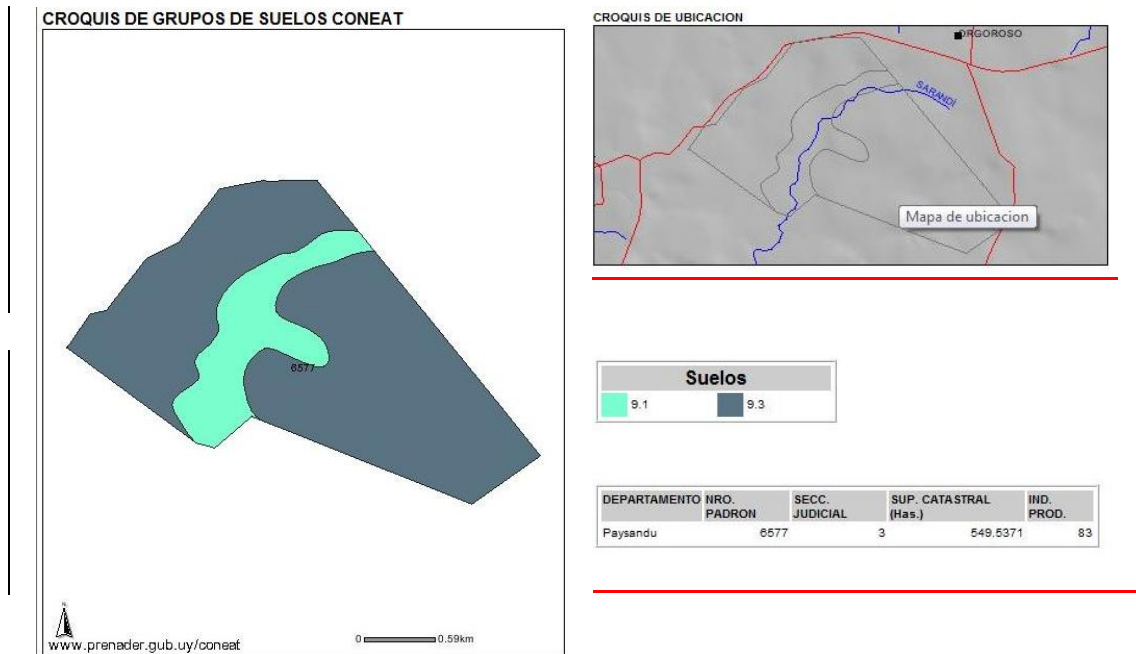 CROQUIS DE GRUPOS DE SUELOS CONEAT
6577
N
www.prenader.gub.uy/coneat
0 0.59km
CROQUIS DE UBICACION
ORGOROSO
SARANDÍ
Mapa de ubicacion
Suelos
9.1 9.3
DEPARTAMENTO NRO. PADRON SECC. JUDICIAL SUP. CATASTRAL (Has.) IND. PROD.
Paysandu 6577 3 549.5371 83